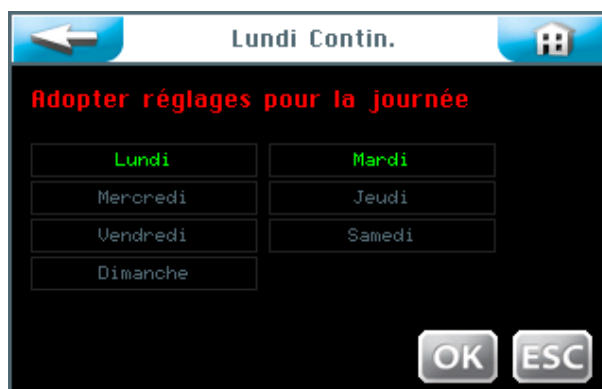 Lundi Contin.
Adopter réglages pour la journée
Lundi Mardi
Mercredi Jeudi
Vendredi Samedi
Dimanche
OK ESC